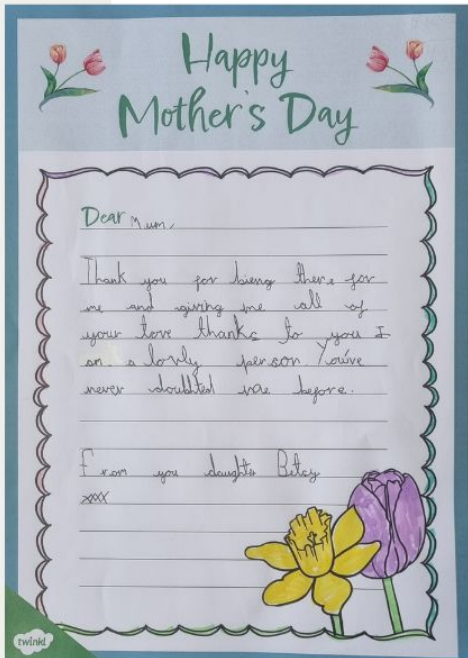 Happy
Mother's Day
Dear Mum,
Thank you for bieng there for
me and giving me all of
your love thanks to you I
am a lovly person You've
never doubted me before.
From you daughter Betsy
xxxx
twinkl